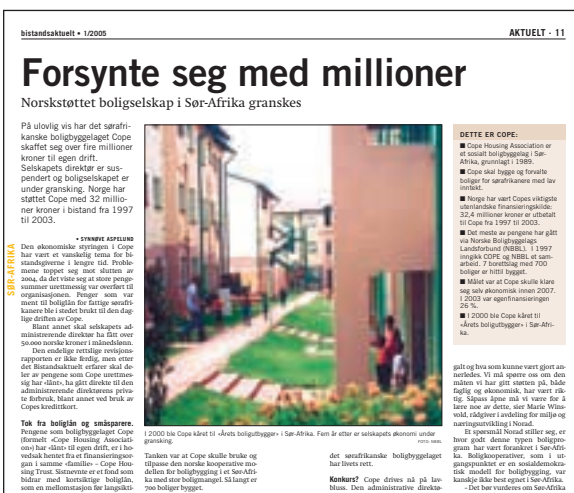 bistandsaktuelt • 1/2005
AKTUELT - 11
Forsynte seg med millioner
Norskstøttet boligselskap i Sør-Afrika granskes
På ulovlig vis har det sørafri-
kanske boligbyggelaget Cope
skaffet seg over fire millioner
kroner til egen drift.
Selskapets direktør er sus-
pendert og boligselskapet er
under gransking. Norge har
støttet Cope med 32 millio-
ner kroner i bistand fra 1997
til 2003.
SØR-AFRIKA
• SYNNØVE ASPELUND
Den økonomiske styringen i Cope
har vært et vanskelig tema for bi-
standsgiverne i lengre tid. Proble-
mene toppet seg mot slutten av
2004, da det viste seg at store penge-
summer urettmessig var overført til
organisasjonen. Penger som var
ment til boliglån for fattige sørafri-
kanere ble i stedet brukt til den dag-
lige driften av Cope.
Blant annet skal selskapets ad-
ministrerende direktør ha fått over
50.000 norske kroner i månedslønn.
Den endelige rettslige revisjons-
rapporten er ikke ferdig, men etter
det Bistandsaktuelt erfarer skal de-
ler av pengene som Cope urettmes-
sig har «lånt», ha gått direkte til den
administrerende direktørens priva-
te forbruk, blant annet ved bruk av
Copes kredittkort.
Tok fra boliglån og småsparere.
Pengene som boligbyggelaget Cope
(formelt «Cope Housing Associati-
on») har «lånt» til egen drift, er i ho-
vedsak hentet fra et finansieringsor-
gan i samme «familie» – Cope Hou-
sing Trust. Sistnevnte er et fond som
bidrar med kortsiktige boliglån,
som en mellomstasjon før langsikti-
I 2000 ble Cope kåret til «Årets boligutbygger» i Sør-Afrika. Fem år etter er selskapets økonomi under
gransking.
FOTO: NBBL
Tanken var at Cope skulle bruke og
tilpasse den norske kooperative mo-
dellen for boligbygging i et Sør-Afri-
ka med stor boligmangel. Så langt er
700 boliger bygget.
det sørafrikanske boligbyggelaget
har livets rett.
Konkurs? Cope drives nå på lav-
bluss. Den administrative direktø-
DETTE ER COPE:
■ Cope Housing Association er
et sosialt boligbyggelag i Sør-
Afrika, grunnlagt i 1989.
■ Cope skal bygge og forvalte
boliger for sørafrikanere med lav
inntekt.
■ Norge har vært Copes viktigste
utenlandske finansieringskilde:
32,4 millioner kroner er utbetalt
til Cope fra 1997 til 2003.
■ Det meste av pengene har gått
via Norske Boligbyggelags
Landsforbund (NBBL). I 1997
inngikk COPE og NBBL et sam-
arbeid. 7 borettslag med 700
boliger er hittil bygget.
■ Målet var at Cope skulle klare
seg selv økonomisk innen 2007.
I 2003 var egenfinansieringen
26 %.
■ I 2000 ble Cope kåret til
«Årets boligutbygger» i Sør-Afri-
ka.
galt og hva som kunne vært gjort an-
nerledes. Vi må spørre oss om den
måten vi har gitt støtten på, både
faglig og økonomisk, har vært rik-
tig. Såpass åpne må vi være for å
lære noe av dette, sier Marie Wins-
vold, rådgiver i avdeling for miljø og
næringsutvikling i Norad.
Et spørsmål Norad stiller seg, er
hvor godt denne typen boligpro-
gram har vært forankret i Sør-Afri-
ka. Boligkooperativer, som i ut-
gangspunktet er en sosialdemokra-
tisk modell for boligbygging, var
kanskje ikke best egnet i Sør-Afrika.
– Det bør vurderes om Sør-Afrika